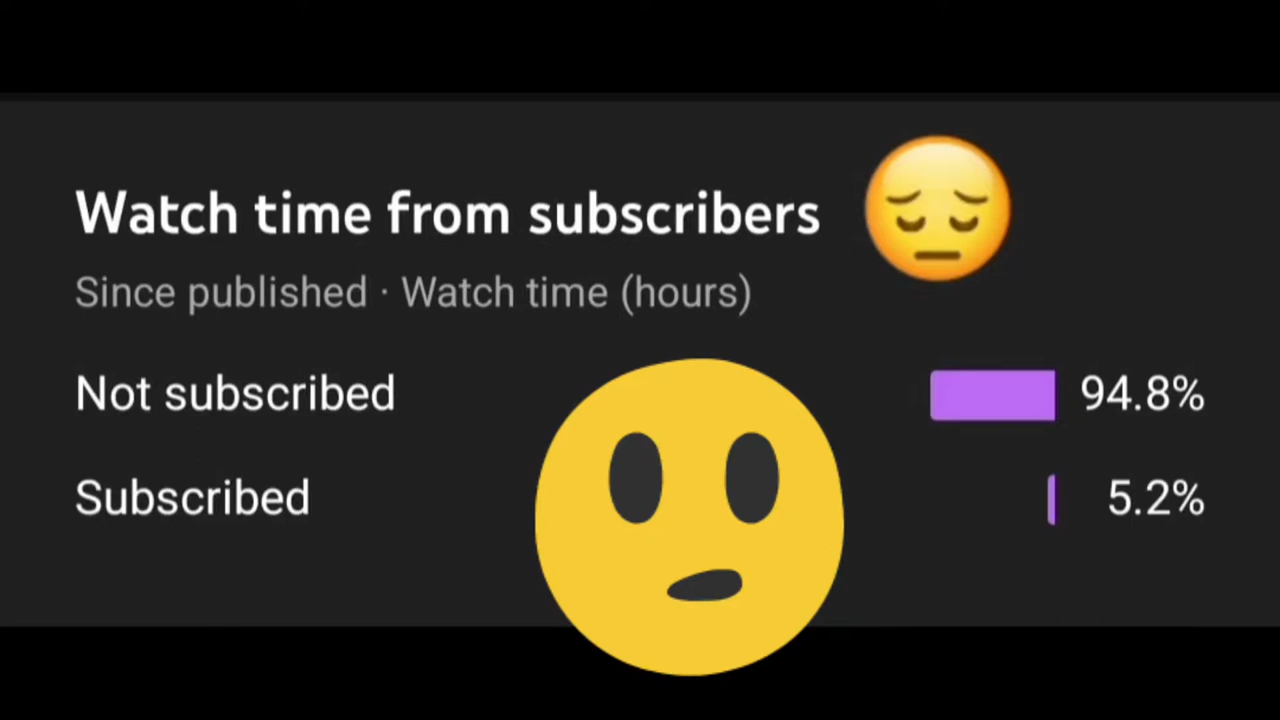 Watch time from subscribers
Since published · Watch time (hours)
Not subscribed 94.8%
Subscribed 5.2%